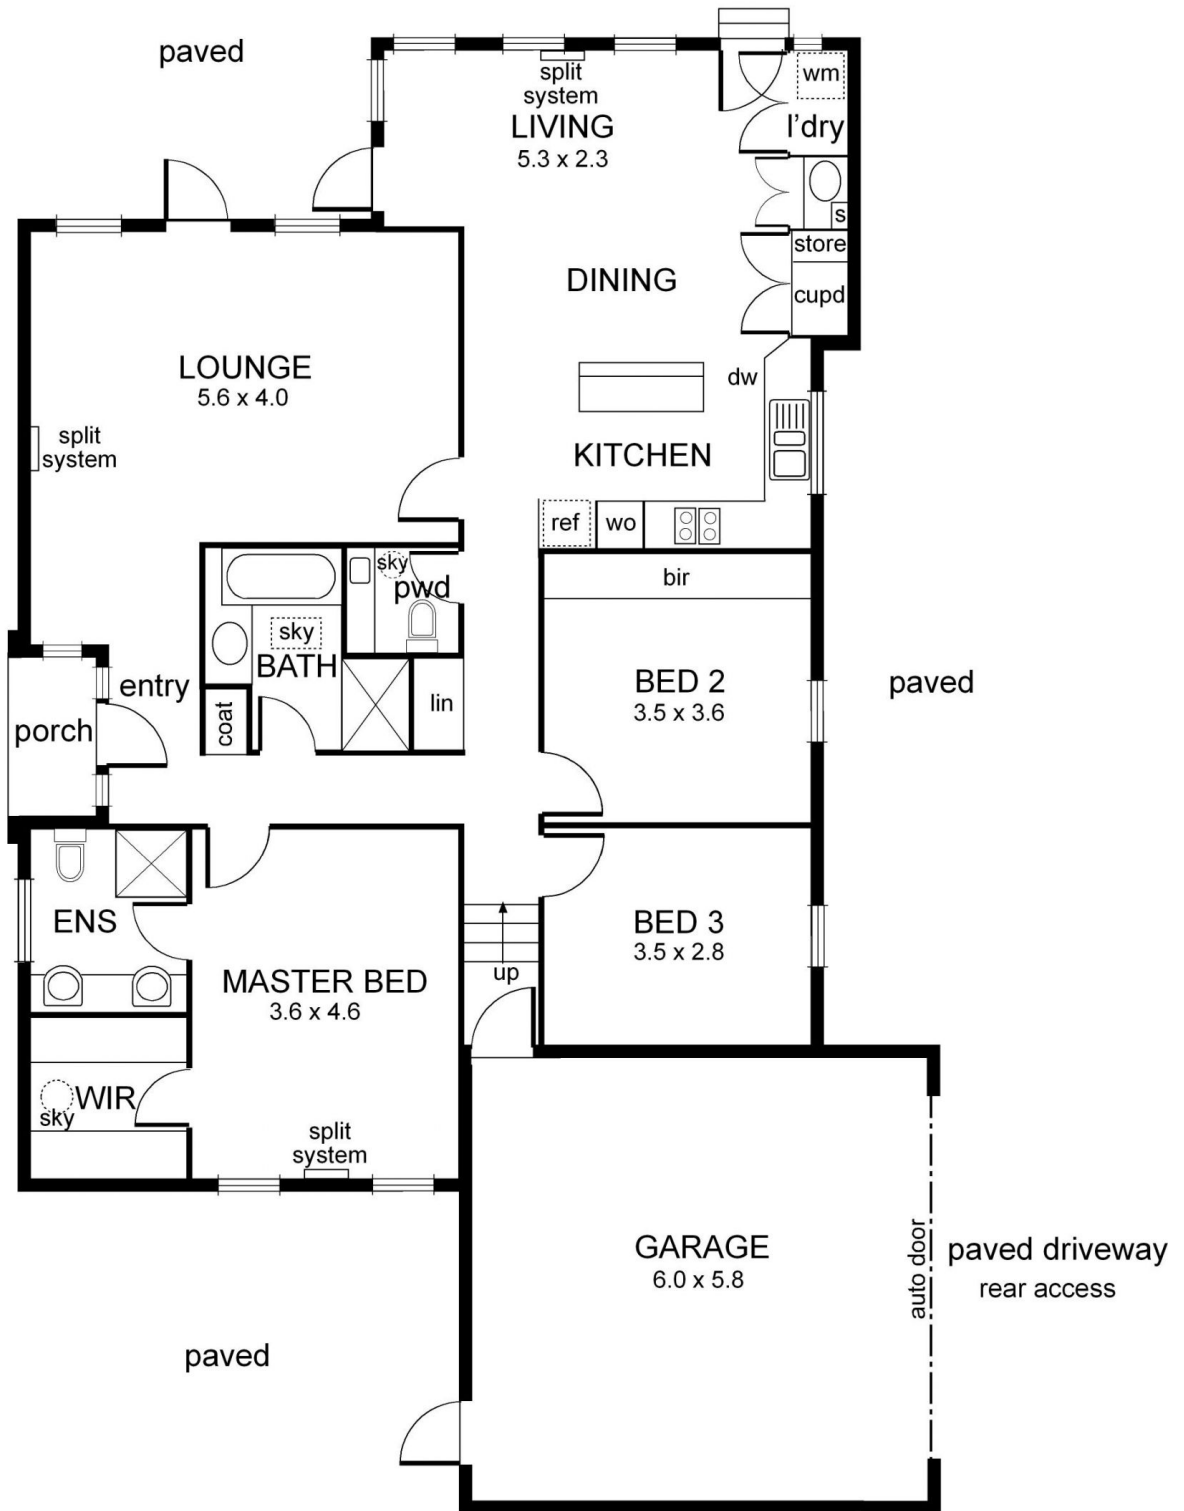 paved
split
system
LIVING
5.3 x 2.3
wm
l'dry
s
store
cupd
DINING
LOUNGE
5.6 x 4.0
split
system
dw
KITCHEN
ref
wo
sky
pwd
bir
sky
BATH
lin
coat
entry
porch
BED 2
3.5 x 3.6
paved
ENS
BED 3
3.5 x 2.8
up
MASTER BED
3.6 x 4.6
WIR
sky
split
system
GARAGE
6.0 x 5.8
auto door
paved driveway
rear access
paved